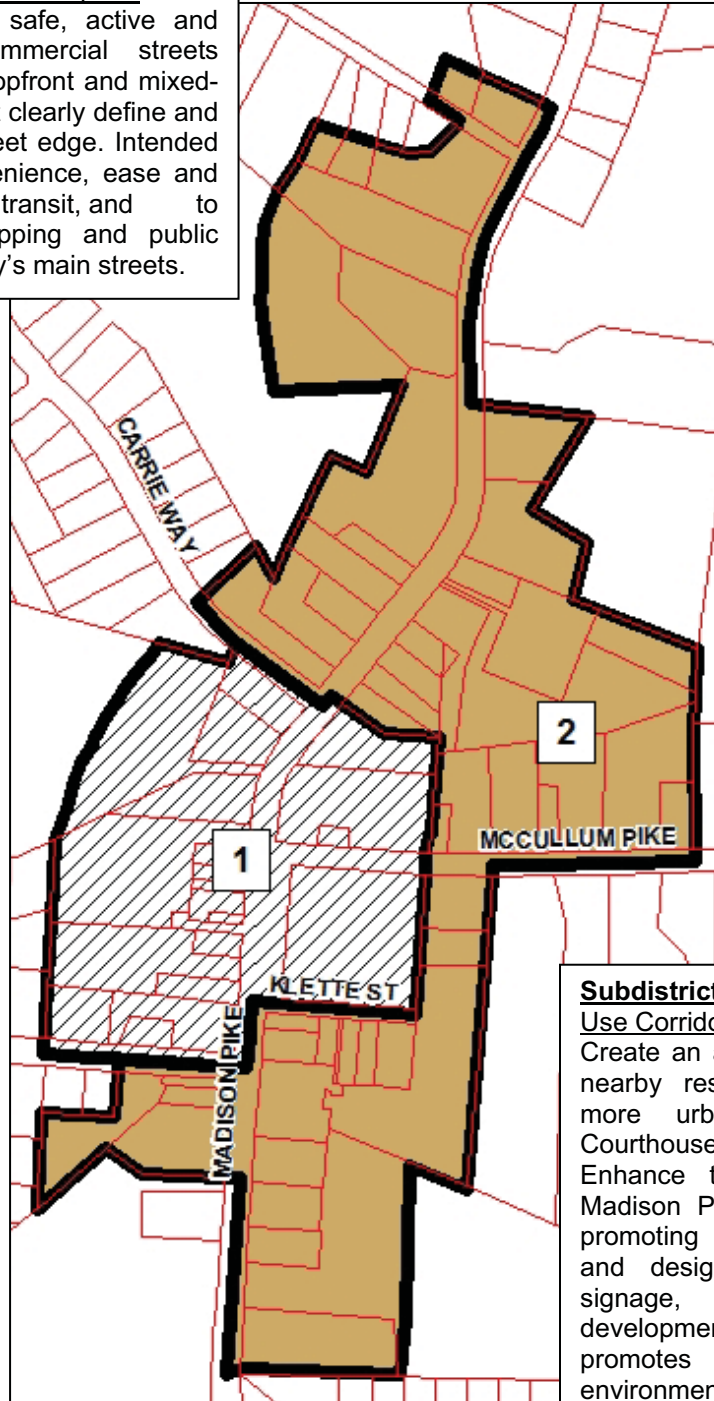 safe, active and
mmercial streets
opfront and mixed-
t clearly define and
eet edge. Intended
enience, ease and
transit, and to
pping and public
y's main streets.
CARRIE WAY
2
MCCULLUM PIKE
1
KLETTE ST
MADISON PIKE
Subdistrict
Use Corrido
Create an
nearby res
more urb
Courthouse
Enhance t
Madison P
promoting
and desig
signage,
developmen
promotes
environmen